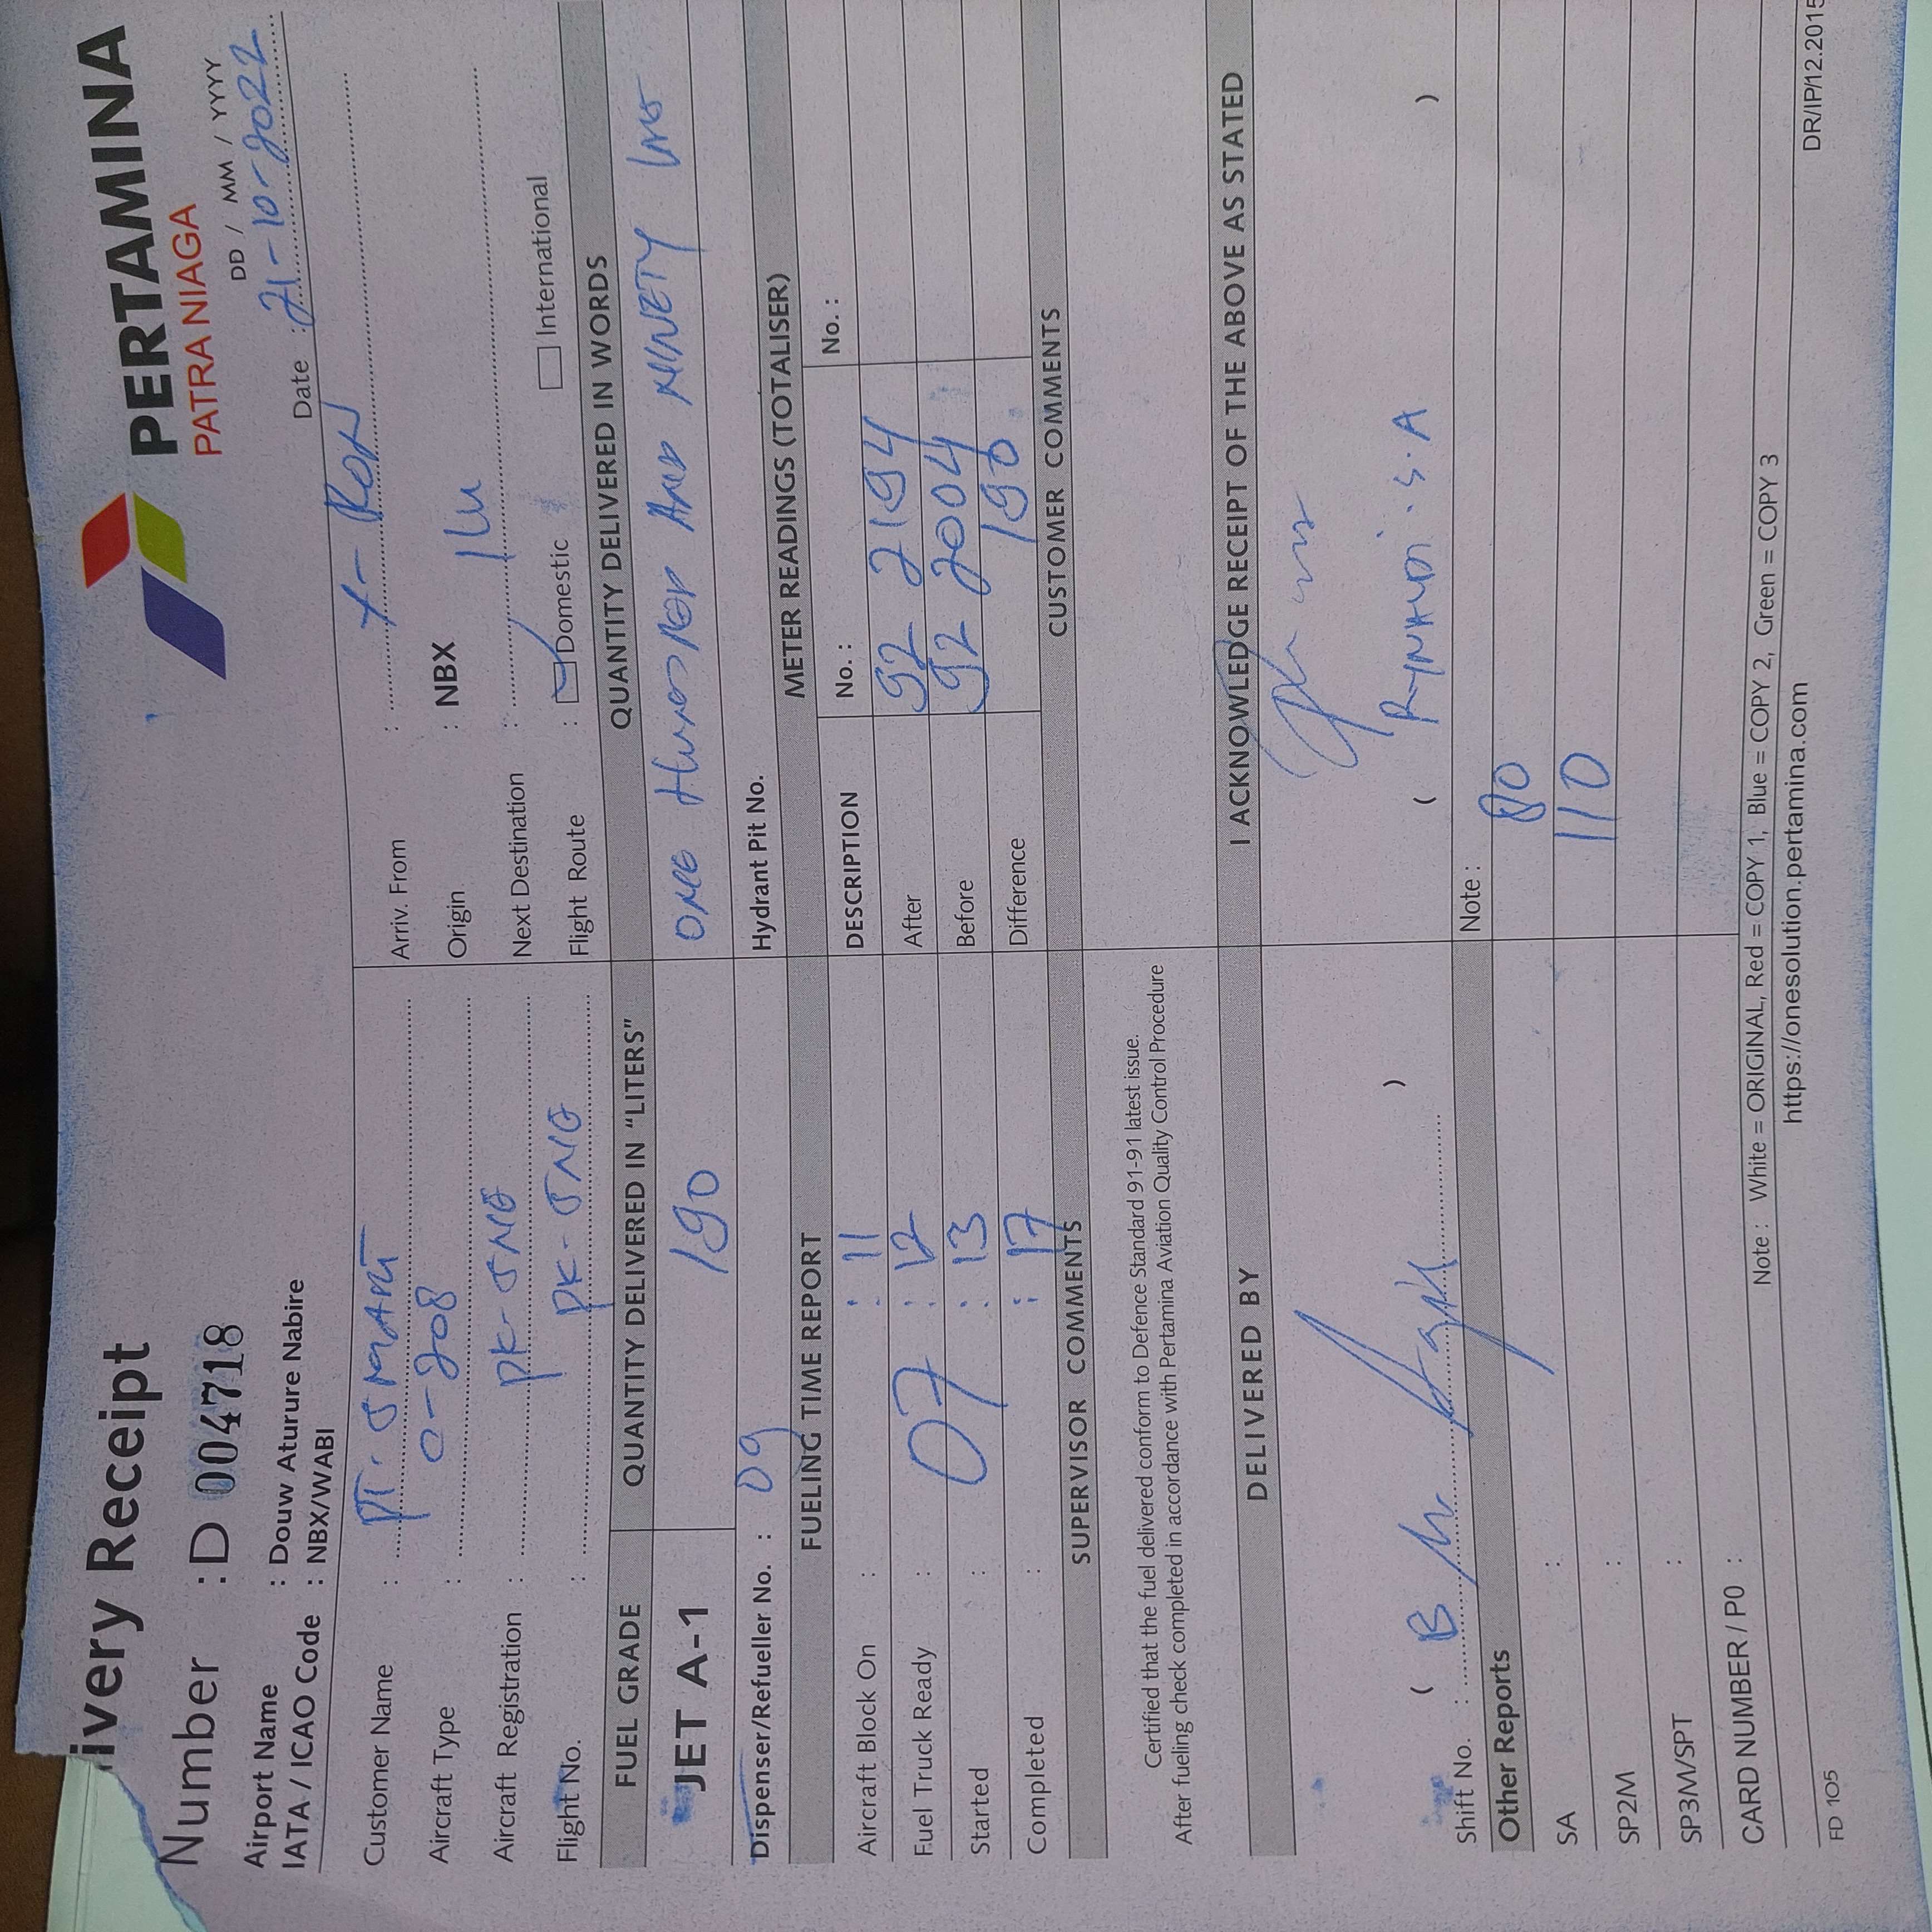 ivery Receipt
PERTAMINA
PATRA NIAGA
Number : D 004718
DD / MM / YYYY
Airport Name : Douw Aturure Nabire
IATA / ICAO Code : NBX/WABI
Date : 21-10-2022
Customer Name : PT. SMART
Arriv. From :
Aircraft Type : 208
Origin : NBX
Aircraft Registration : PK-SNG
Next Destination : Ilu
Flight No. : PK-SNG
Flight Route : Domestic International
FUEL GRADE QUANTITY DELIVERED IN "LITERS" QUANTITY DELIVERED IN WORDS
JET A-1 190 ONE HUNDRED AND NINETY
Dispenser/Refueller No. : 09 Hydrant Pit No.
FUELING TIME REPORT METER READINGS (TOTALISER)
DESCRIPTION No. : No. :
Aircraft Block On : : 11
After 92 2194
Fuel Truck Ready : 07 : 12
Before 92 2004
Started : : 13
Difference 190
Completed : : 17
SUPERVISOR COMMENTS CUSTOMER COMMENTS
Certified that the fuel delivered conform to Defence Standard 91-91 latest issue.
After fueling check completed in accordance with Pertamina Aviation Quality Control Procedure
DELIVERED BY I ACKNOWLEDGE RECEIPT OF THE ABOVE AS STATED
( )
( S.A )
Shift No. : B
Note :
Other Reports 80
SA : 110
SP2M :
SP3M/SPT :
CARD NUMBER / P0 :
Note : White = ORIGINAL, Red = COPY 1, Blue = COPY 2, Green = COPY 3
https://onesolution.pertamina.com
FD 105
DR/IP/12.2015